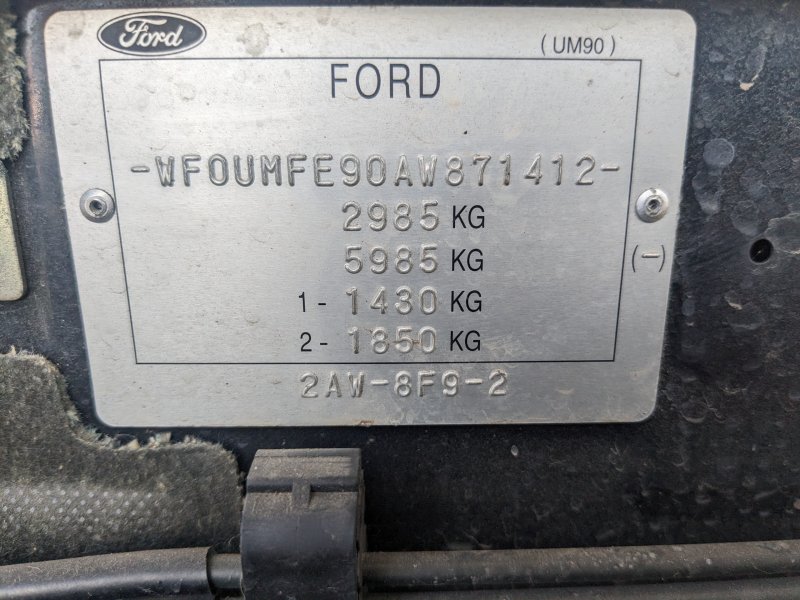 Ford
(UM90)
FORD
-WF0UMFE90AW871412-
2985 KG
5985 KG
(-)
1- 1430 KG
2- 1850 KG
2AW-8F9-2